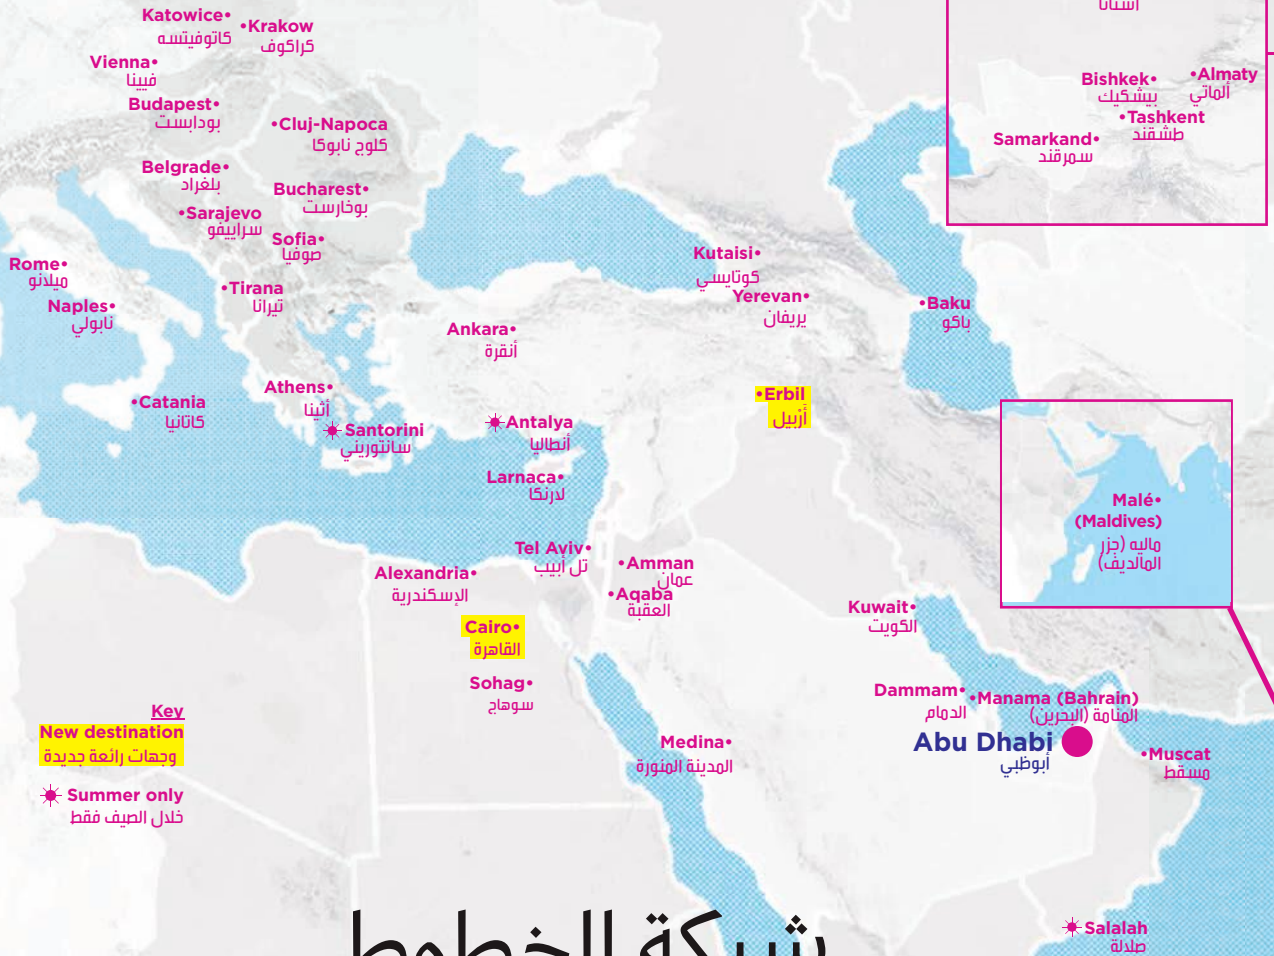 أستانا
Katowice•
كاتوفيتسه
•Krakow
كراكوف
Vienna•
فيينا
Budapest•
بودابست
•Cluj-Napoca
كلوج نابوكا
Bishkek•
بيشكيك
•Almaty
ألماتي
•Tashkent
طشقند
Samarkand•
سمرقند
Belgrade•
بلغراد
Bucharest•
بوخارست
•Sarajevo
سراييفو
Sofia•
صوفيا
Rome•
ميلانو
Naples•
نابولي
•Tirana
تيرانا
Kutaisi•
كوتايسي
Yerevan•
يريفان
•Baku
باكو
Ankara•
أنقرة
Athens•
أثينا
•Catania
كاتانيا
•Erbil
أربيل
Santorini
سانتوريني
Antalya
أنطاليا
Larnaca•
لارنكا
Malé•
(Maldives)
ماليه (جزر
المالديف)
Tel Aviv•
تل أبيب
•Amman
عمان
Alexandria•
الإسكندرية
•Aqaba
العقبة
Cairo•
القاهرة
Kuwait•
الكويت
Sohag•
سوهاج
Dammam•
الدمام
•Manama (Bahrain)
المنامة (البحرين)
Abu Dhabi
أبوظبي
Medina•
المدينة المنورة
•Muscat
مسقط
Key
New destination
وجهات رائعة جديدة
Summer only
خلال الصيف فقط
شبكة الخطوط
Salalah
صلالة